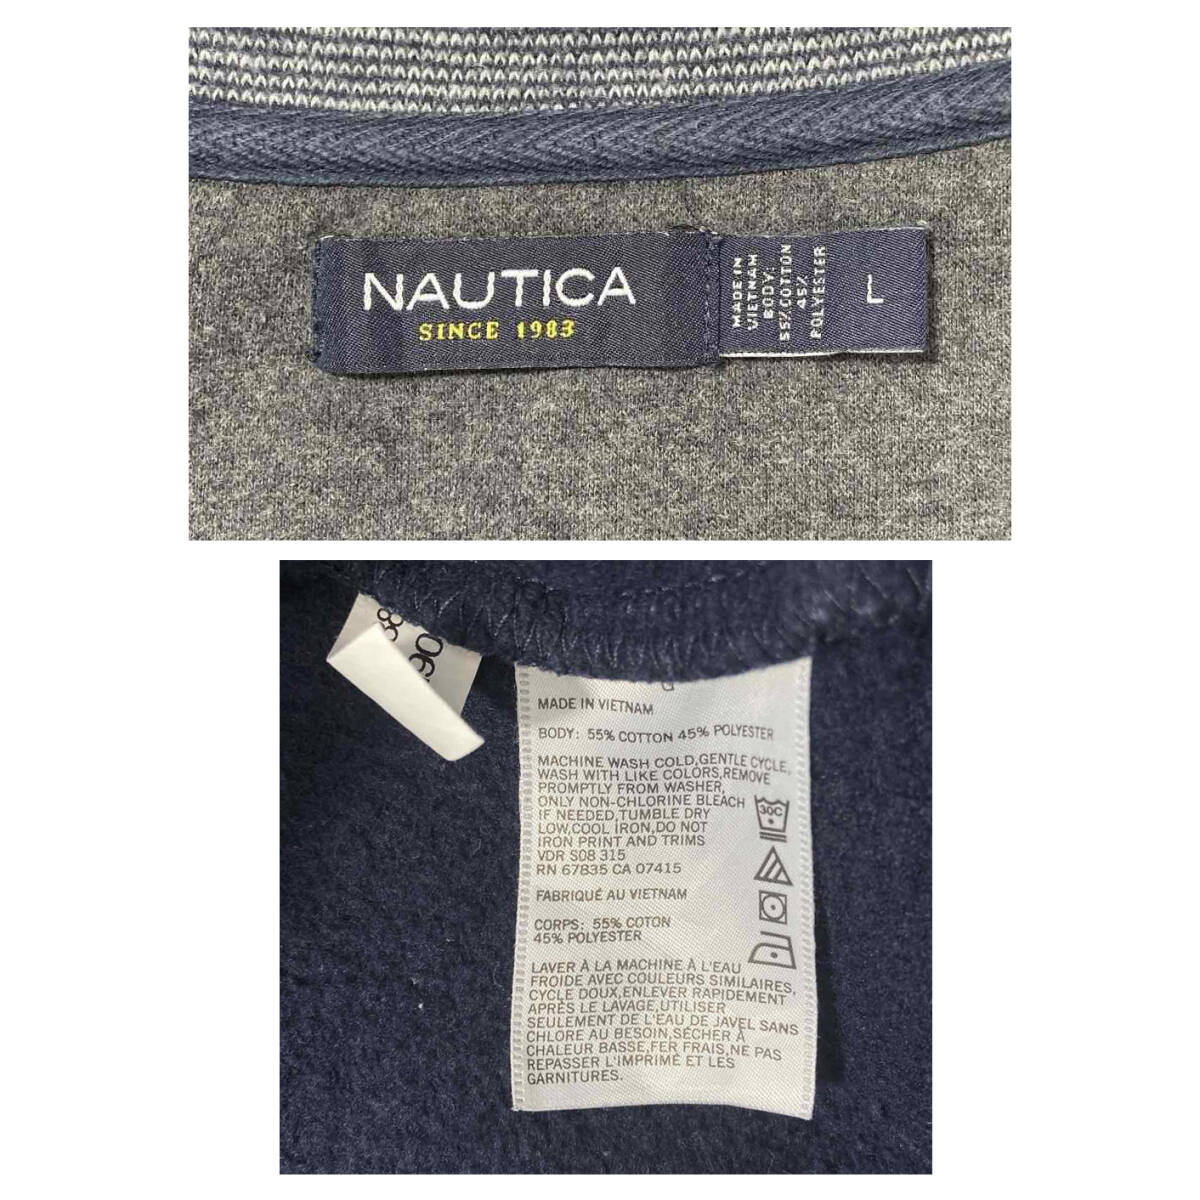 NAUTICA
SINCE 1983
MADE IN
VIETNAM
BODY:
55% COTTON
45%
POLYESTER
L
MADE IN VIETNAM
BODY: 55% COTTON 45% POLYESTER
MACHINE WASH COLD,GENTLE CYCLE,
WASH WITH LIKE COLORS,REMOVE
PROMPTLY FROM WASHER,
ONLY NON-CHLORINE BLEACH
IF NEEDED,TUMBLE DRY
LOW,COOL IRON,DO NOT
IRON PRINT AND TRIMS
VDR S08 315
RN 67835 CA 07415
30C
FABRIQUÉ AU VIETNAM
CORPS: 55% COTON
45% POLYESTER
LAVER À LA MACHINE À L'EAU
FROIDE AVEC COULEURS SIMILAIRES,
CYCLE DOUX,ENLEVER RAPIDEMENT
APRÈS LE LAVAGE,UTILISER
SEULEMENT DE L'EAU DE JAVEL SANS
CHLORE AU BESOIN,SÉCHER À
CHALEUR BASSE,FER FRAIS,NE PAS
REPASSER L'IMPRIMÉ ET LES
GARNITURES.